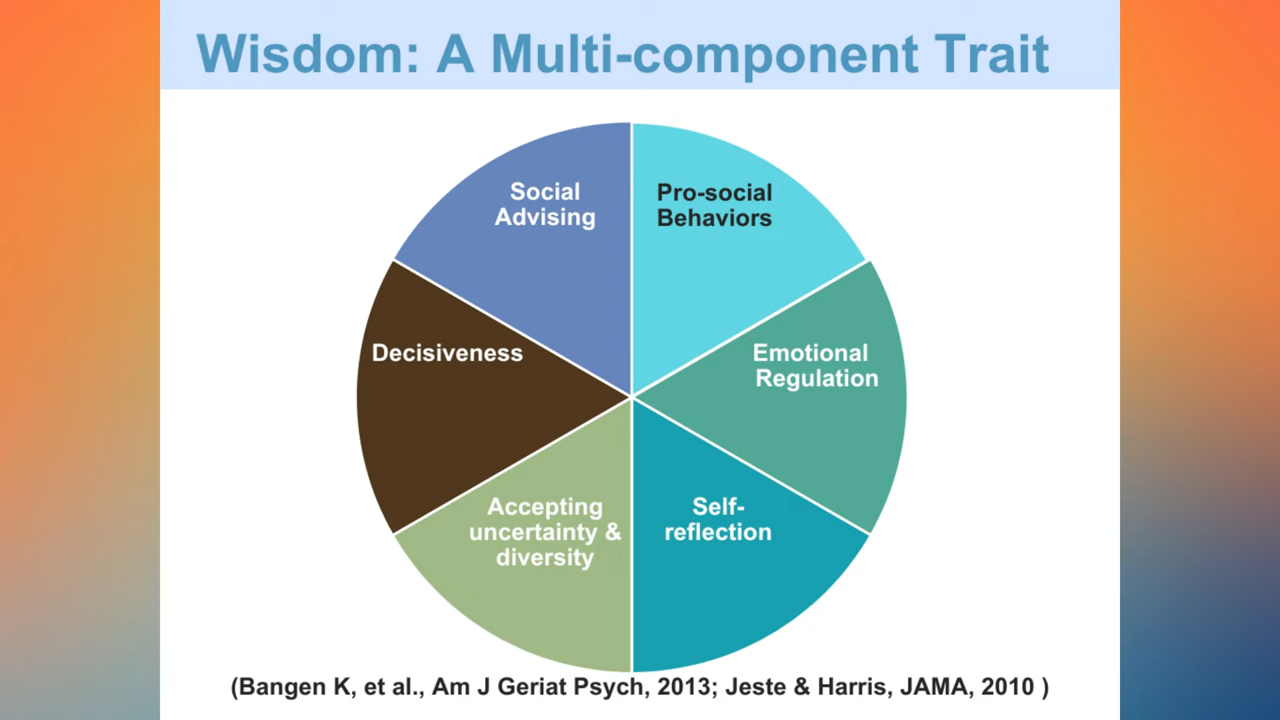 Wisdom: A Multi-component Trait
Social
Advising
Pro-social
Behaviors
Decisiveness
Emotional
Regulation
Accepting
uncertainty &
diversity
Self-
reflection
(Bangen K, et al., Am J Geriat Psych, 2013; Jeste & Harris, JAMA, 2010 )